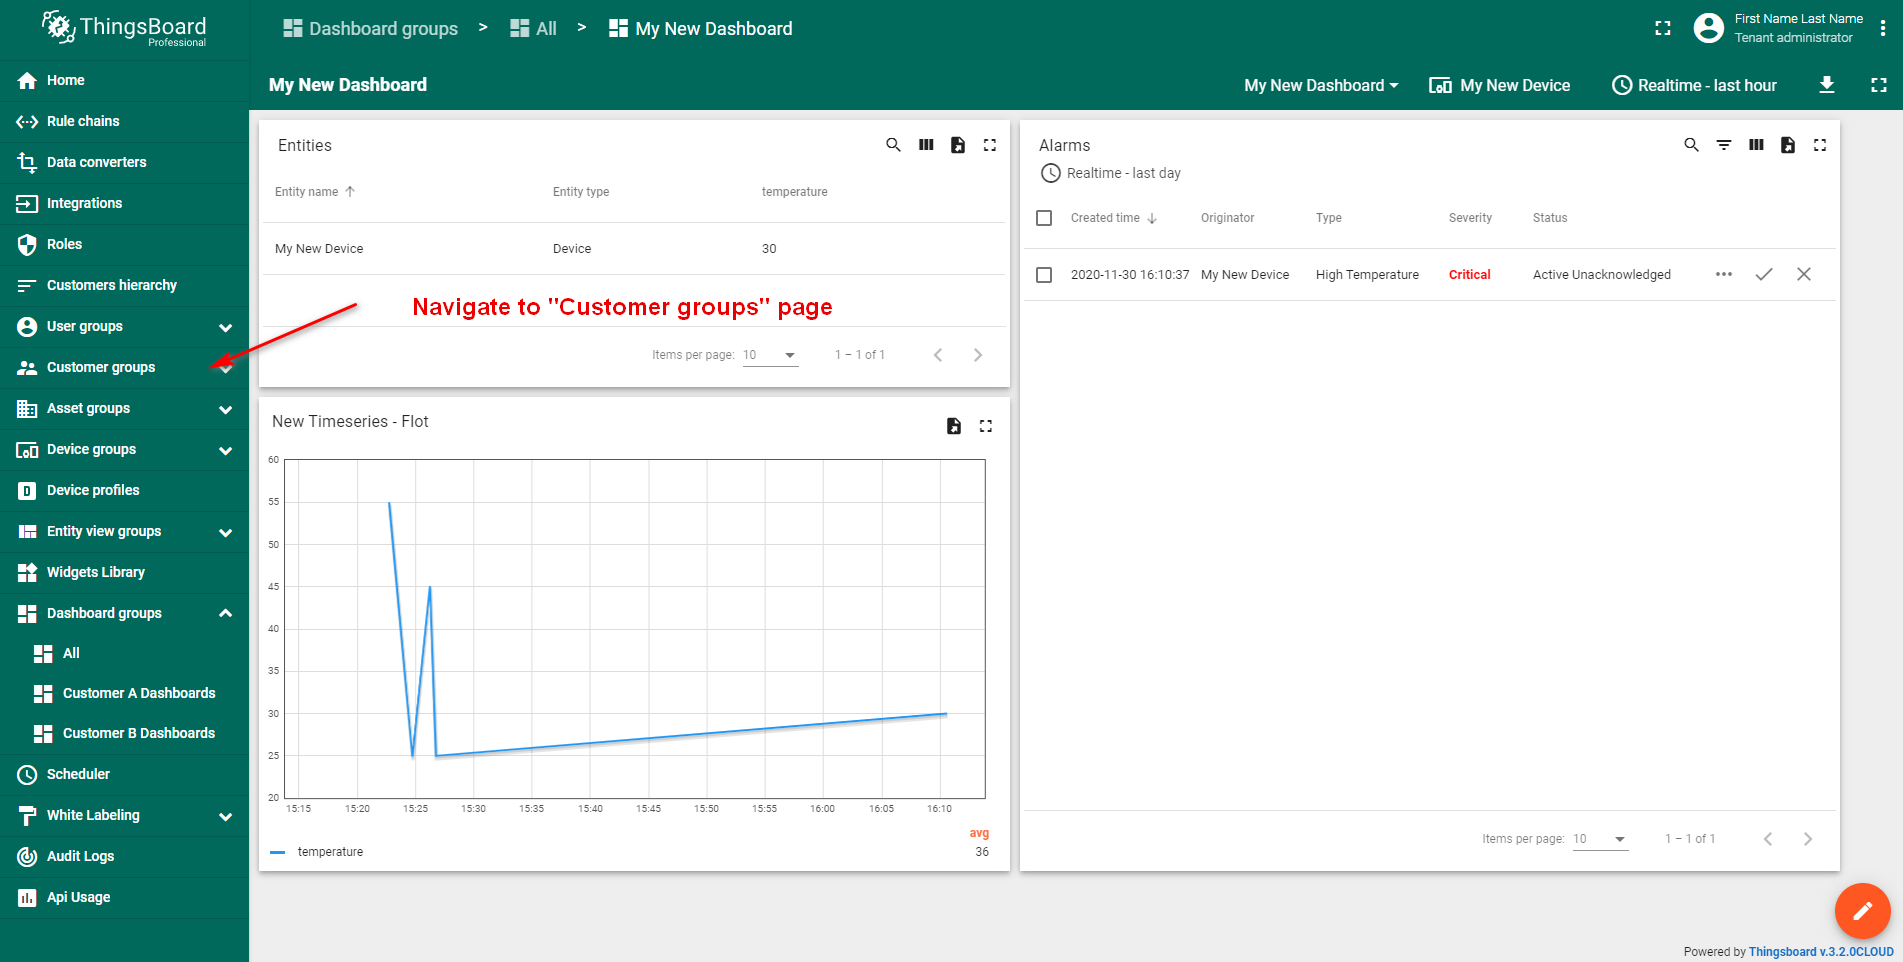 ThingsBoard
Professional
Dashboard groups > All > My New Dashboard
First Name Last Name
Tenant administrator
My New Dashboard
My New Dashboard My New Device Realtime - last hour
Home
Rule chains
Data converters
Integrations
Roles
Customers hierarchy
User groups
Customer groups
Asset groups
Device groups
Device profiles
Entity view groups
Widgets Library
Dashboard groups
All
Customer A Dashboards
Customer B Dashboards
Scheduler
White Labeling
Audit Logs
Api Usage
Entities
Entity name Entity type temperature
My New Device Device 30
Navigate to "Customer groups" page
Items per page: 10 1 – 1 of 1
New Timeseries - Flot
60
55
50
45
40
35
30
25
20
15:15 15:20 15:25 15:30 15:35 15:40 15:45 15:50 15:55 16:00 16:05 16:10
avg
temperature 36
Alarms
Realtime - last day
Created time Originator Type Severity Status
2020-11-30 16:10:37 My New Device High Temperature Critical Active Unacknowledged
Items per page: 10 1 – 1 of 1
Powered by Thingsboard v.3.2.0CLOUD